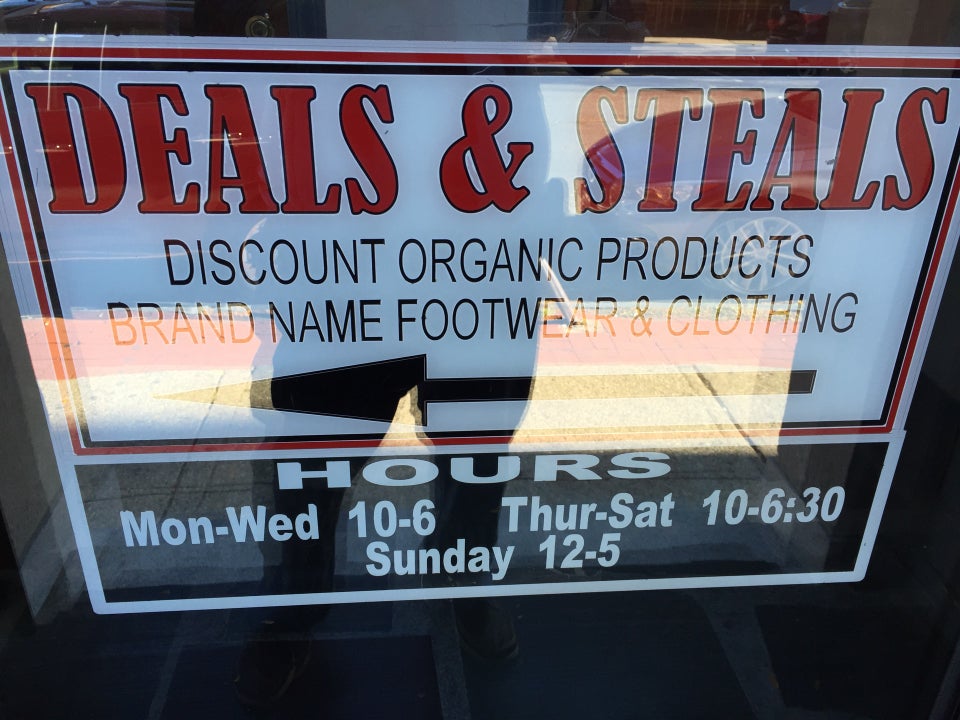 DEALS & STEALS
DISCOUNT ORGANIC PRODUCTS
BRAND NAME FOOTWEAR & CLOTHING
HOURS
Mon-Wed 10-6 Thur-Sat 10-6:30
Sunday 12-5